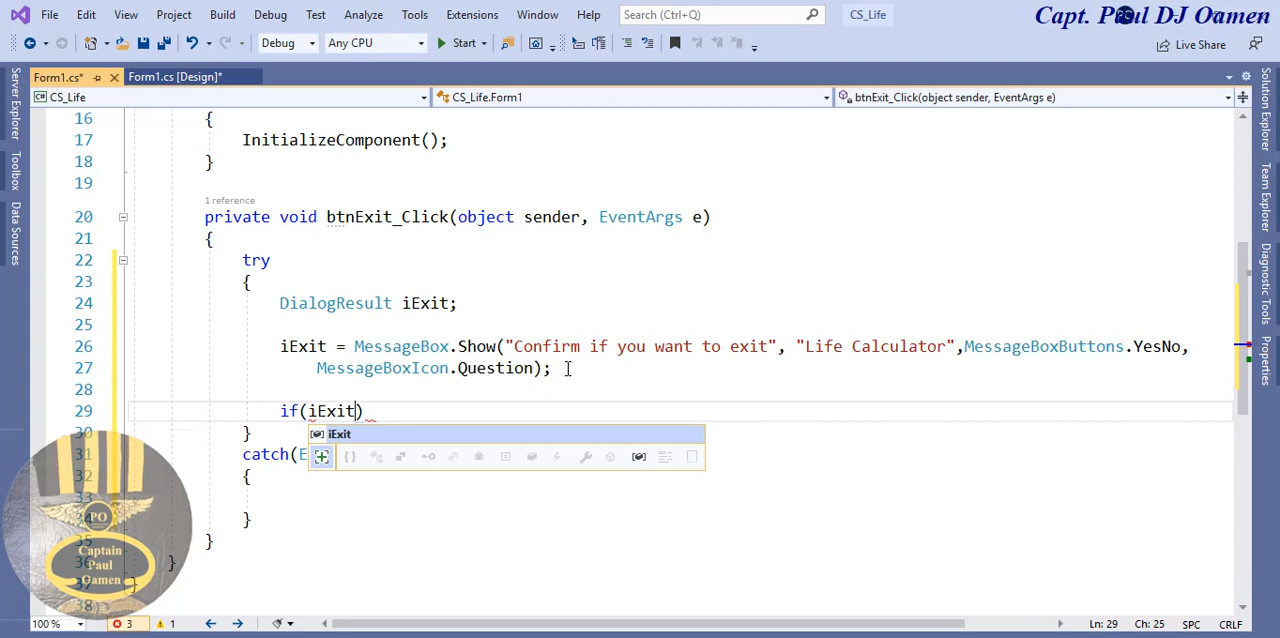 File Edit View Project Build Debug Test Analyze Tools Extensions Window Help Search (Ctrl+Q) CS_Life
Capt. Paul DJ Oamen
Debug Any CPU Start Live Share
Form1.cs* Form1.cs [Design]*
CS_Life CS_Life.Form1 btnExit_Click(object sender, EventArgs e)
Server Explorer
Toolbox
Data Sources
Solution Explorer
Team Explorer
Diagnostic Tools
Properties
16 {
17 InitializeComponent();
18 }
19
1 reference
20 private void btnExit_Click(object sender, EventArgs e)
21 {
22 try
23 {
24 DialogResult iExit;
25
26 iExit = MessageBox.Show("Confirm if you want to exit", "Life Calculator",MessageBoxButtons.YesNo,
27 MessageBoxIcon.Question);
28
29 if(iExit)
30 }
iExit
31 catch(E
32 {
33
}
35 }
36 }
37 }
38
PO
Captain
Paul
Oamen
100 % 3 1 Ln: 29 Ch: 25 SPC CRLF